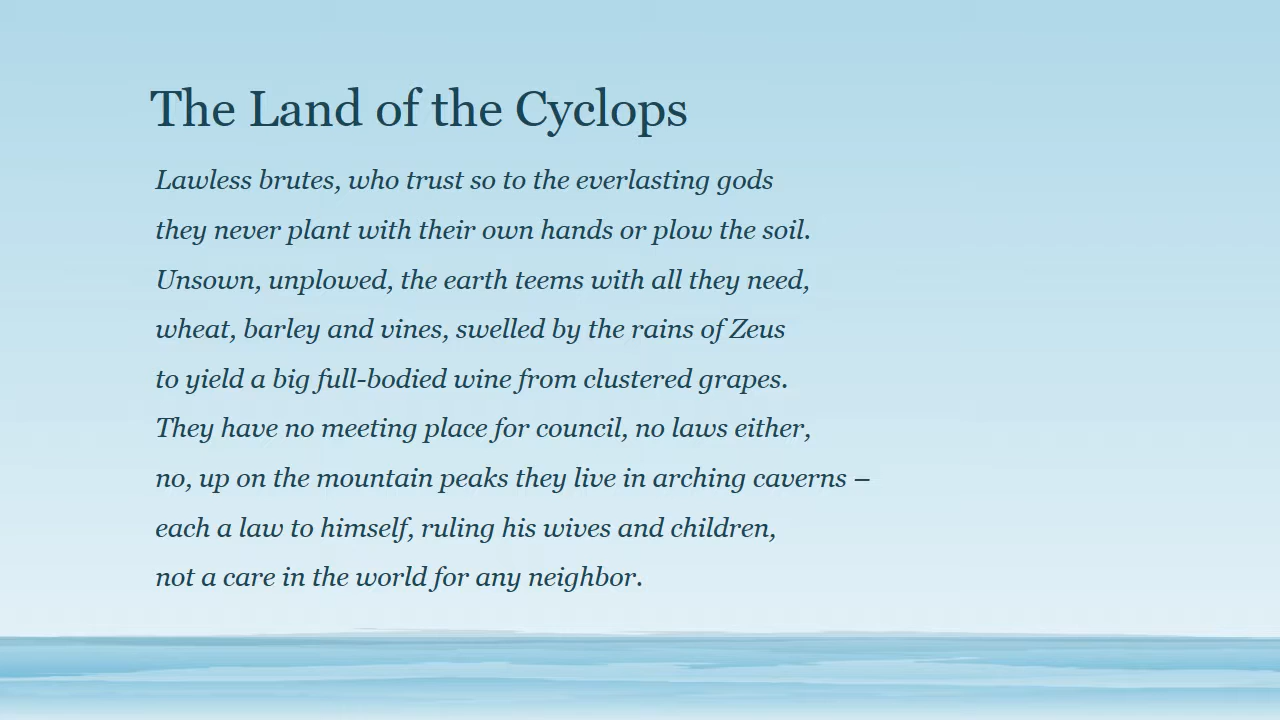 The Land of the Cyclops
Lawless brutes, who trust so to the everlasting gods
they never plant with their own hands or plow the soil.
Unsown, unplowed, the earth teems with all they need,
wheat, barley and vines, swelled by the rains of Zeus
to yield a big full-bodied wine from clustered grapes.
They have no meeting place for council, no laws either,
no, up on the mountain peaks they live in arching caverns –
each a law to himself, ruling his wives and children,
not a care in the world for any neighbor.